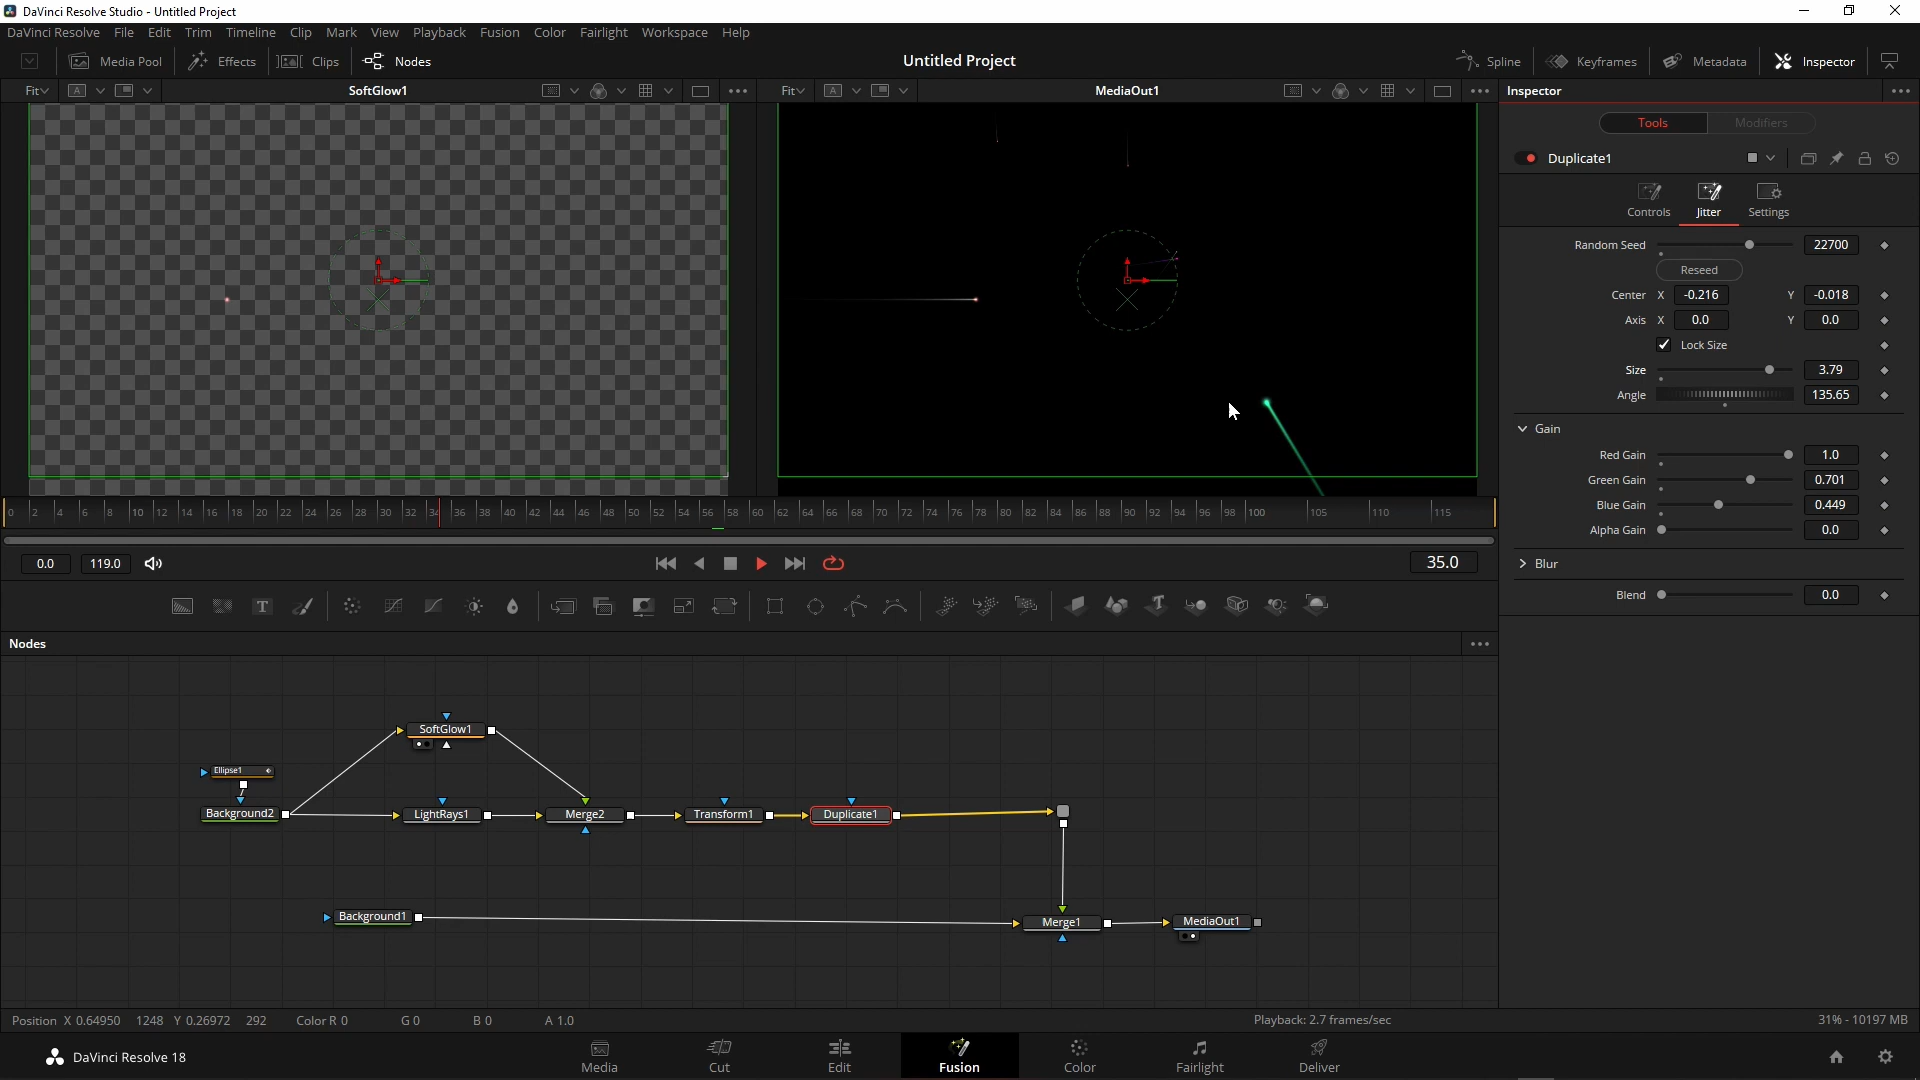 DaVinci Resolve Studio - Untitled Project
DaVinci Resolve File Edit Trim Timeline Clip Mark View Playback Fusion Color Fairlight Workspace Help
Media Pool Effects Clips Nodes Untitled Project Spline Keyframes Metadata Inspector
Fit A SoftGlow1 Fit A MediaOut1 Inspector
Tools Modifiers
Duplicate1
Controls Jitter Settings
Random Seed 22700
Reseed
Center X -0.216 Y -0.018
Axis X 0.0 Y 0.0
Lock Size
Size 3.79
Angle 135.65
Gain
Red Gain 1.0
Green Gain 0.701
Blue Gain 0.449
Alpha Gain 0.0
Blur
Blend 0.0
0 2 4 6 8 10 12 14 16 18 20 22 24 26 28 30 32 34 36 38 40 42 44 46 48 50 52 54 56 58 60 62 64 66 68 70 72 74 76 78 80 82 84 86 88 90 92 94 96 98 100 105 110 115
0.0 119.0 35.0
T T
Nodes
SoftGlow1
Ellipse1
Background2 LightRays1 Merge2 Transform1 Duplicate1
Background1 Merge1 MediaOut1
Position X 0.64950 1248 Y 0.26972 292 Color R 0 G 0 B 0 A 1.0 Playback: 2.7 frames/sec 31% - 10197 MB
DaVinci Resolve 18 Media Cut Edit Fusion Color Fairlight Deliver